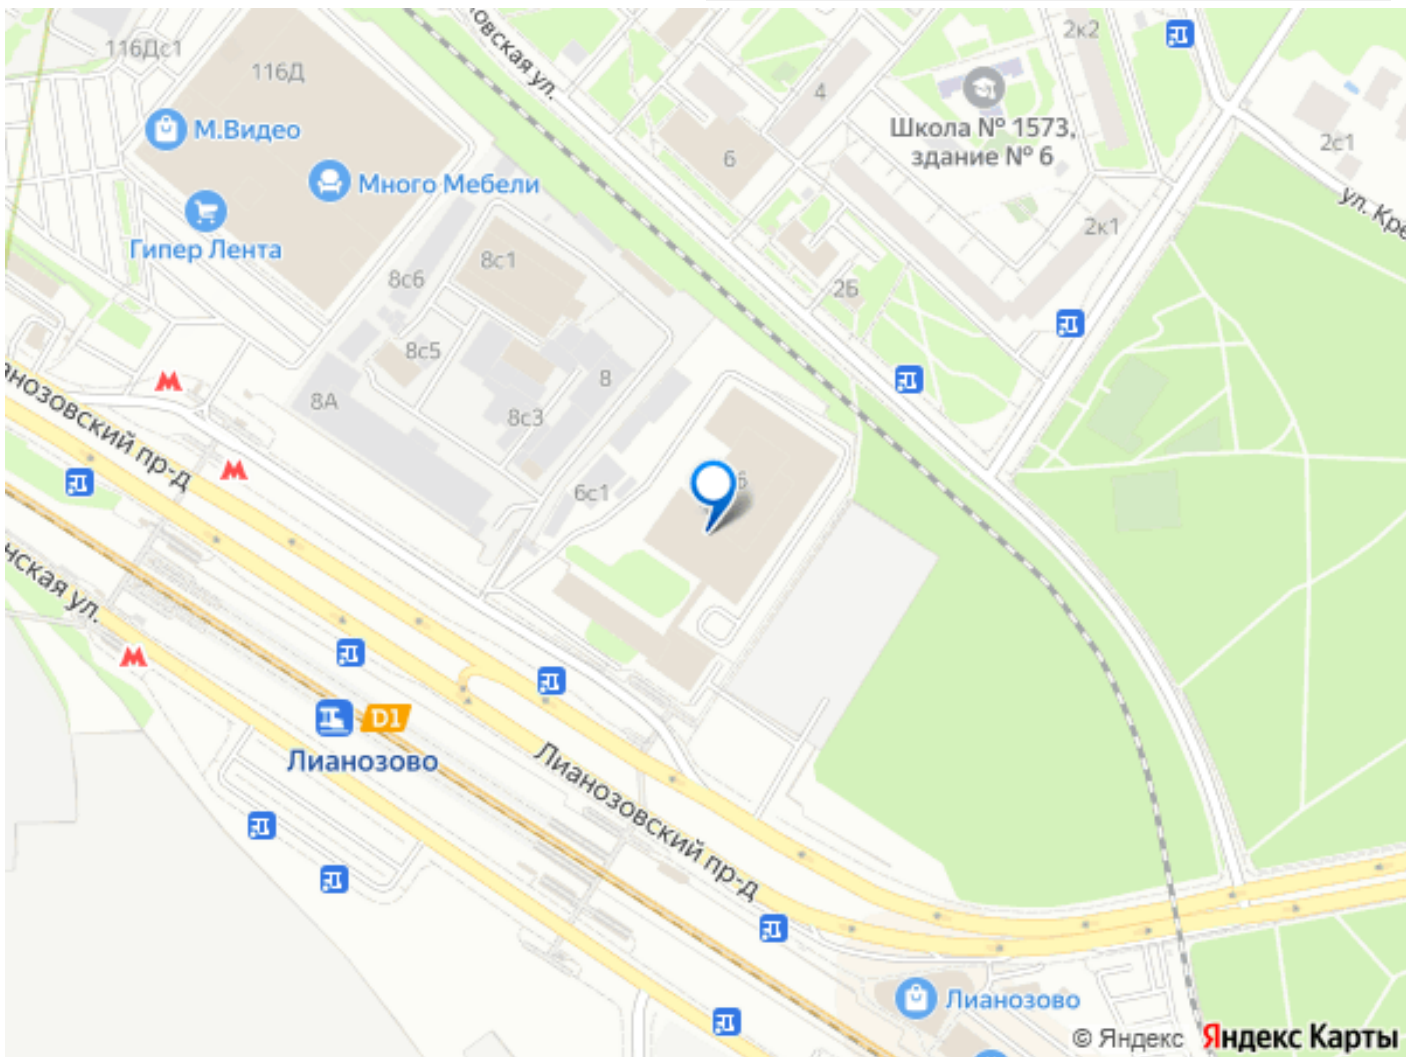 116Дс1
116Д
М.Видео
Много Мебели
Гипер Лента
овская ул.
2к2
4
6
Школа № 1573,
здание № 6
2с1
ул. Кре
2к1
2Б
8с1
8с6
8с5
8
8А
8с3
6с1
6
нозовский пр-д
нская ул.
D1
Лианозово
Лианозовский пр-д
Лианозово
© Яндекс Яндекс Карты